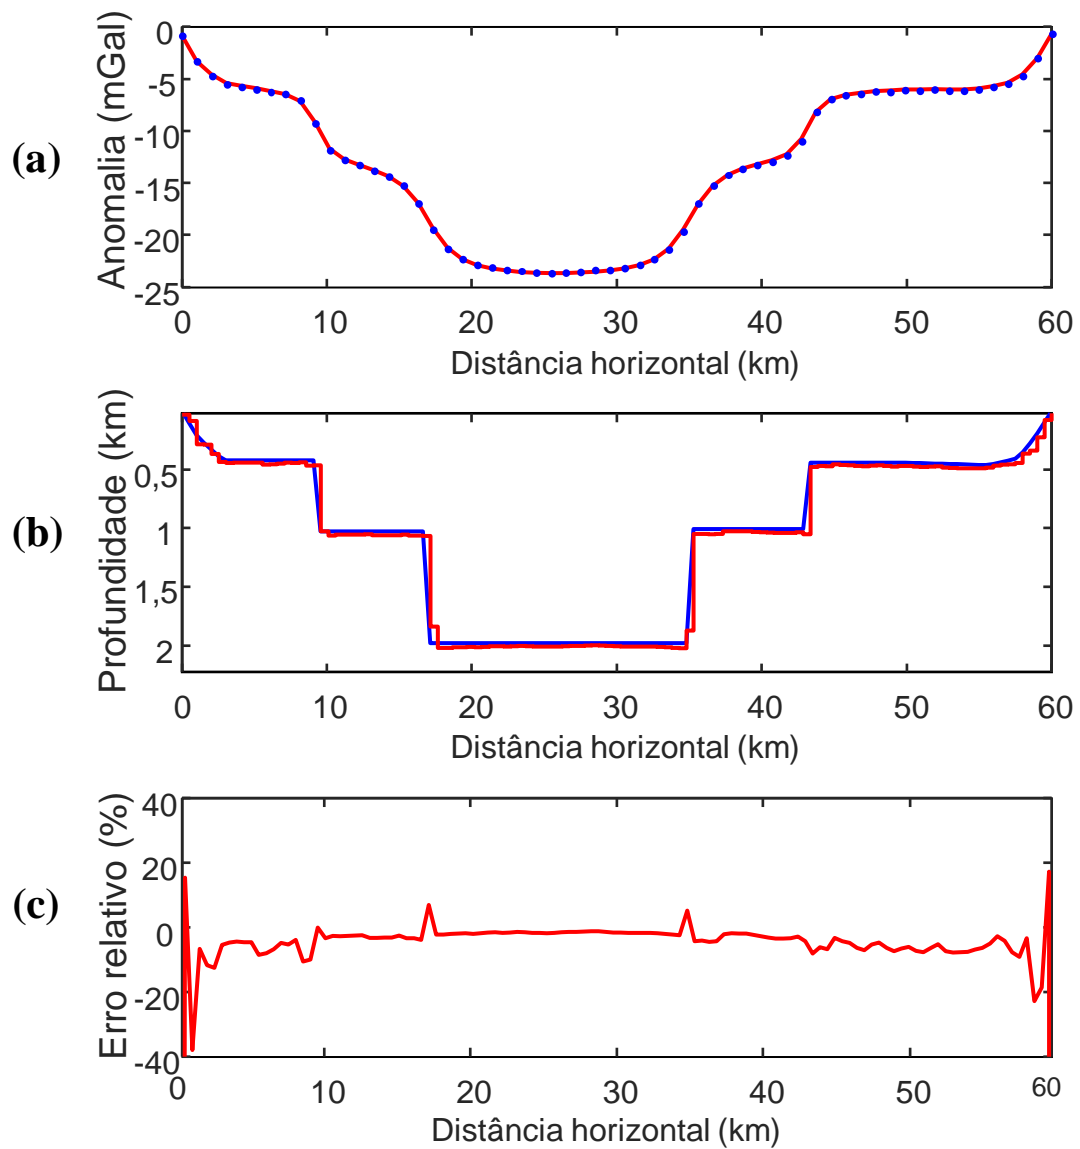 (a)
Anomalia (mGal)
0
-5
-10
-15
-20
-25
0 10 20 30 40 50 60
Distância horizontal (km)
(b)
Profundidade (km)
0,5
1
1,5
2
0 10 20 30 40 50 60
Distância horizontal (km)
(c)
Erro relativo (%)
40
20
0
-20
-40
0 10 20 30 40 50 60
Distância horizontal (km)